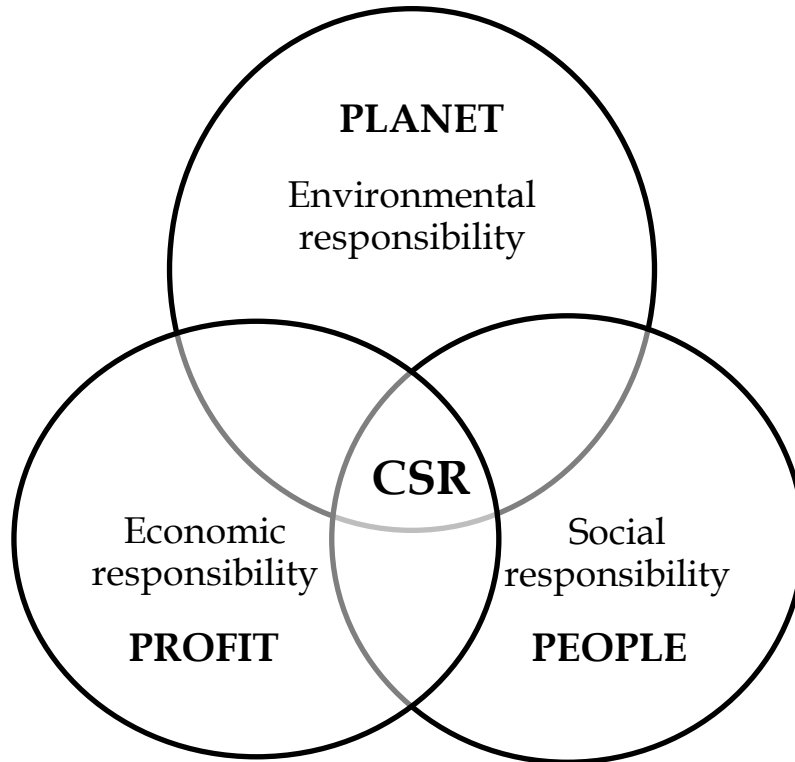 PLANET
Environmental
responsibility
CSR
Economic
responsibility
PROFIT
Social
responsibility
PEOPLE